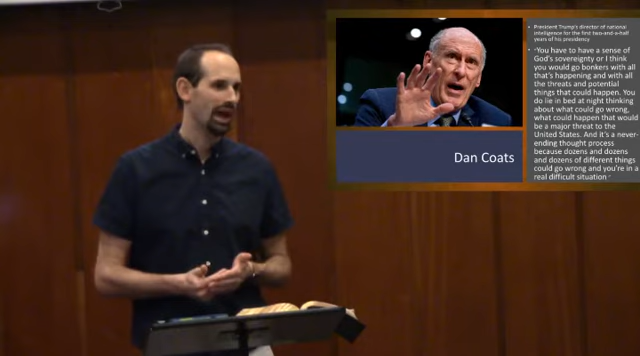 President Trump's director of national
intelligence for the first two-and-a-half
years of his presidency
"You have to have a sense of
God's sovereignty or I think
you would go bonkers with all
that's happening and with all
the threats and potential
things that could happen. You
do lie in bed at night thinking
about what could go wrong,
what could happen that would
be a major threat to the
United States. And it's a never-
ending thought process
because dozens and dozens
and dozens of different things
could go wrong and you're in a
real difficult situation."
Dan Coats